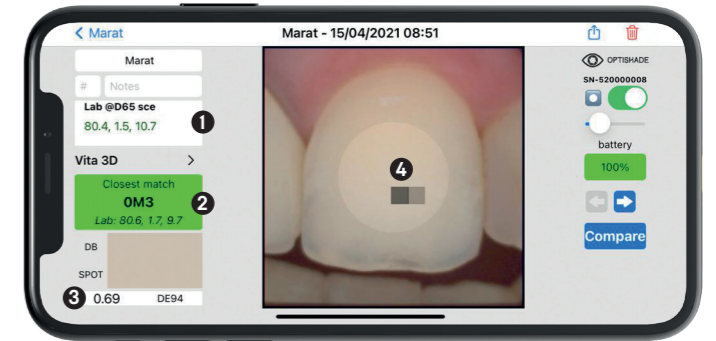 Marat
Marat - 15/04/2021 08:51
Marat
# Notes
Lab @D65 sce
80.4, 1.5, 10.7
1
Vita 3D
Closest match
0M3
Lab: 80.6, 1.7, 9.7
2
DB
SPOT
3
0.69 DE94
4
OPTISHADE
SN-520000008
battery
100%
Compare